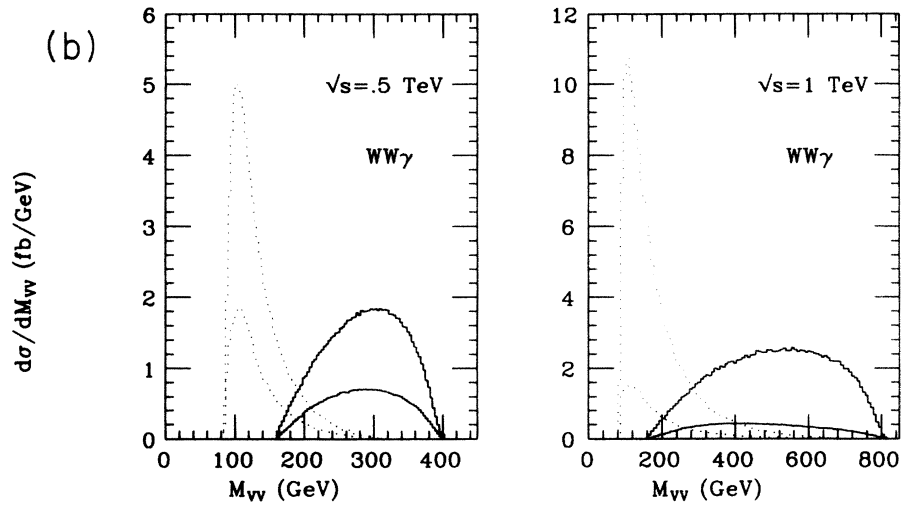 (b)
dσ/dM_VV (fb/GeV)
6
5
4
3
2
1
0
√s=.5 TeV
WWγ
0 100 200 300 400
M_VV (GeV)
12
10
8
6
4
2
0
√s=1 TeV
WWγ
0 200 400 600 800
M_VV (GeV)